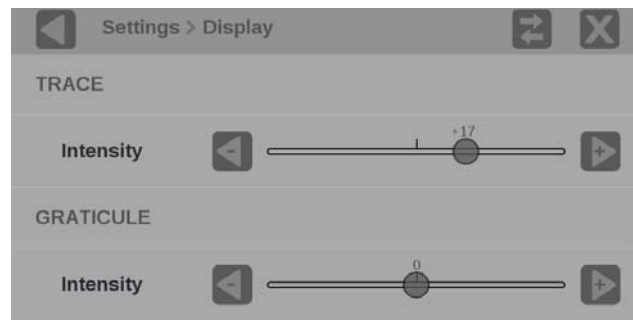 Settings > Display
TRACE
+17
Intensity - +
GRATICULE
0
Intensity - +